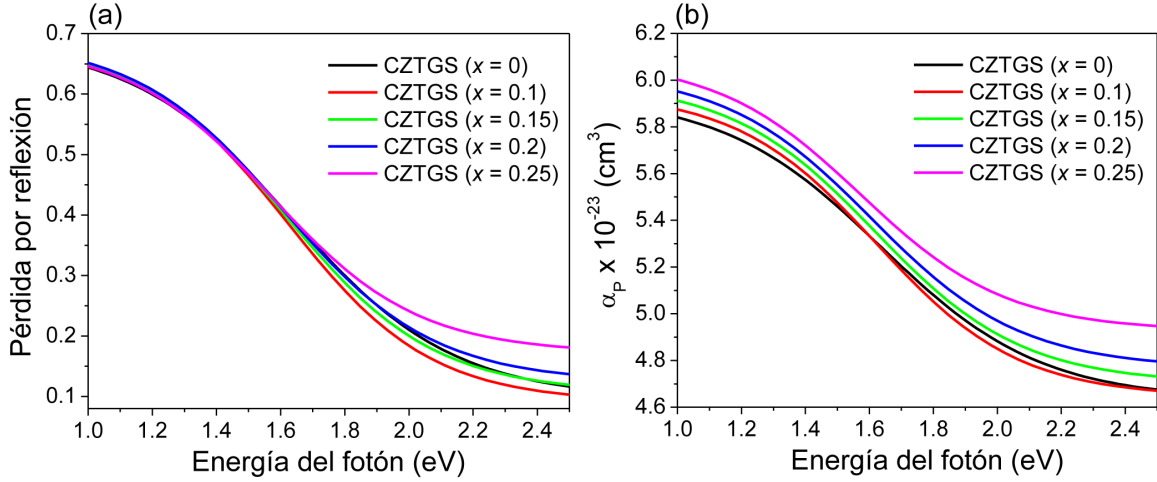 (a)
Pérdida por reflexión
0.7
0.6
0.5
0.4
0.3
0.2
0.1
CZTGS (x = 0)
CZTGS (x = 0.1)
CZTGS (x = 0.15)
CZTGS (x = 0.2)
CZTGS (x = 0.25)
1.0 1.2 1.4 1.6 1.8 2.0 2.2 2.4
Energía del fotón (eV)
(b)
α_P x 10^-23 (cm^3)
6.2
6.0
5.8
5.6
5.4
5.2
5.0
4.8
4.6
CZTGS (x = 0)
CZTGS (x = 0.1)
CZTGS (x = 0.15)
CZTGS (x = 0.2)
CZTGS (x = 0.25)
1.0 1.2 1.4 1.6 1.8 2.0 2.2 2.4
Energía del fotón (eV)